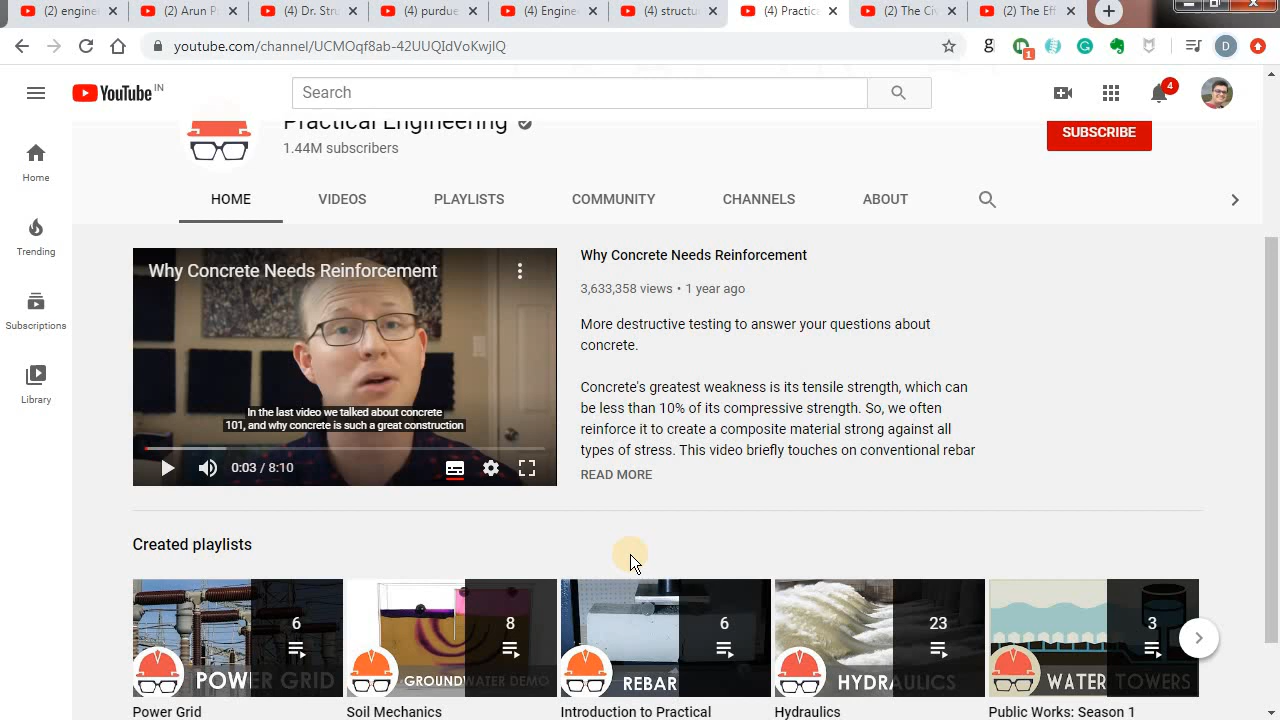 (2) engine
(2) Arun P
(4) Dr. Stru
(4) purdue
(4) Engine
(4) structu
(4) Practic
(2) The Civ
(2) The Eff
youtube.com/channel/UCMOqf8ab-42UUQIdVoKwjlQ
1
D
YouTube IN
Search
4
Practical Engineering
1.44M subscribers
SUBSCRIBE
Home
Trending
Subscriptions
Library
HOME VIDEOS PLAYLISTS COMMUNITY CHANNELS ABOUT
Why Concrete Needs Reinforcement
In the last video we talked about concrete
101, and why concrete is such a great construction
0:03 / 8:10
Why Concrete Needs Reinforcement
3,633,358 views • 1 year ago
More destructive testing to answer your questions about
concrete.
Concrete's greatest weakness is its tensile strength, which can
be less than 10% of its compressive strength. So, we often
reinforce it to create a composite material strong against all
types of stress. This video briefly touches on conventional rebar
READ MORE
Created playlists
6
POWER GRID
Power Grid
8
GROUNDWATER DEMO
Soil Mechanics
6
REBAR
Introduction to Practical
23
HYDRAULICS
Hydraulics
3
WATER TOWERS
Public Works: Season 1